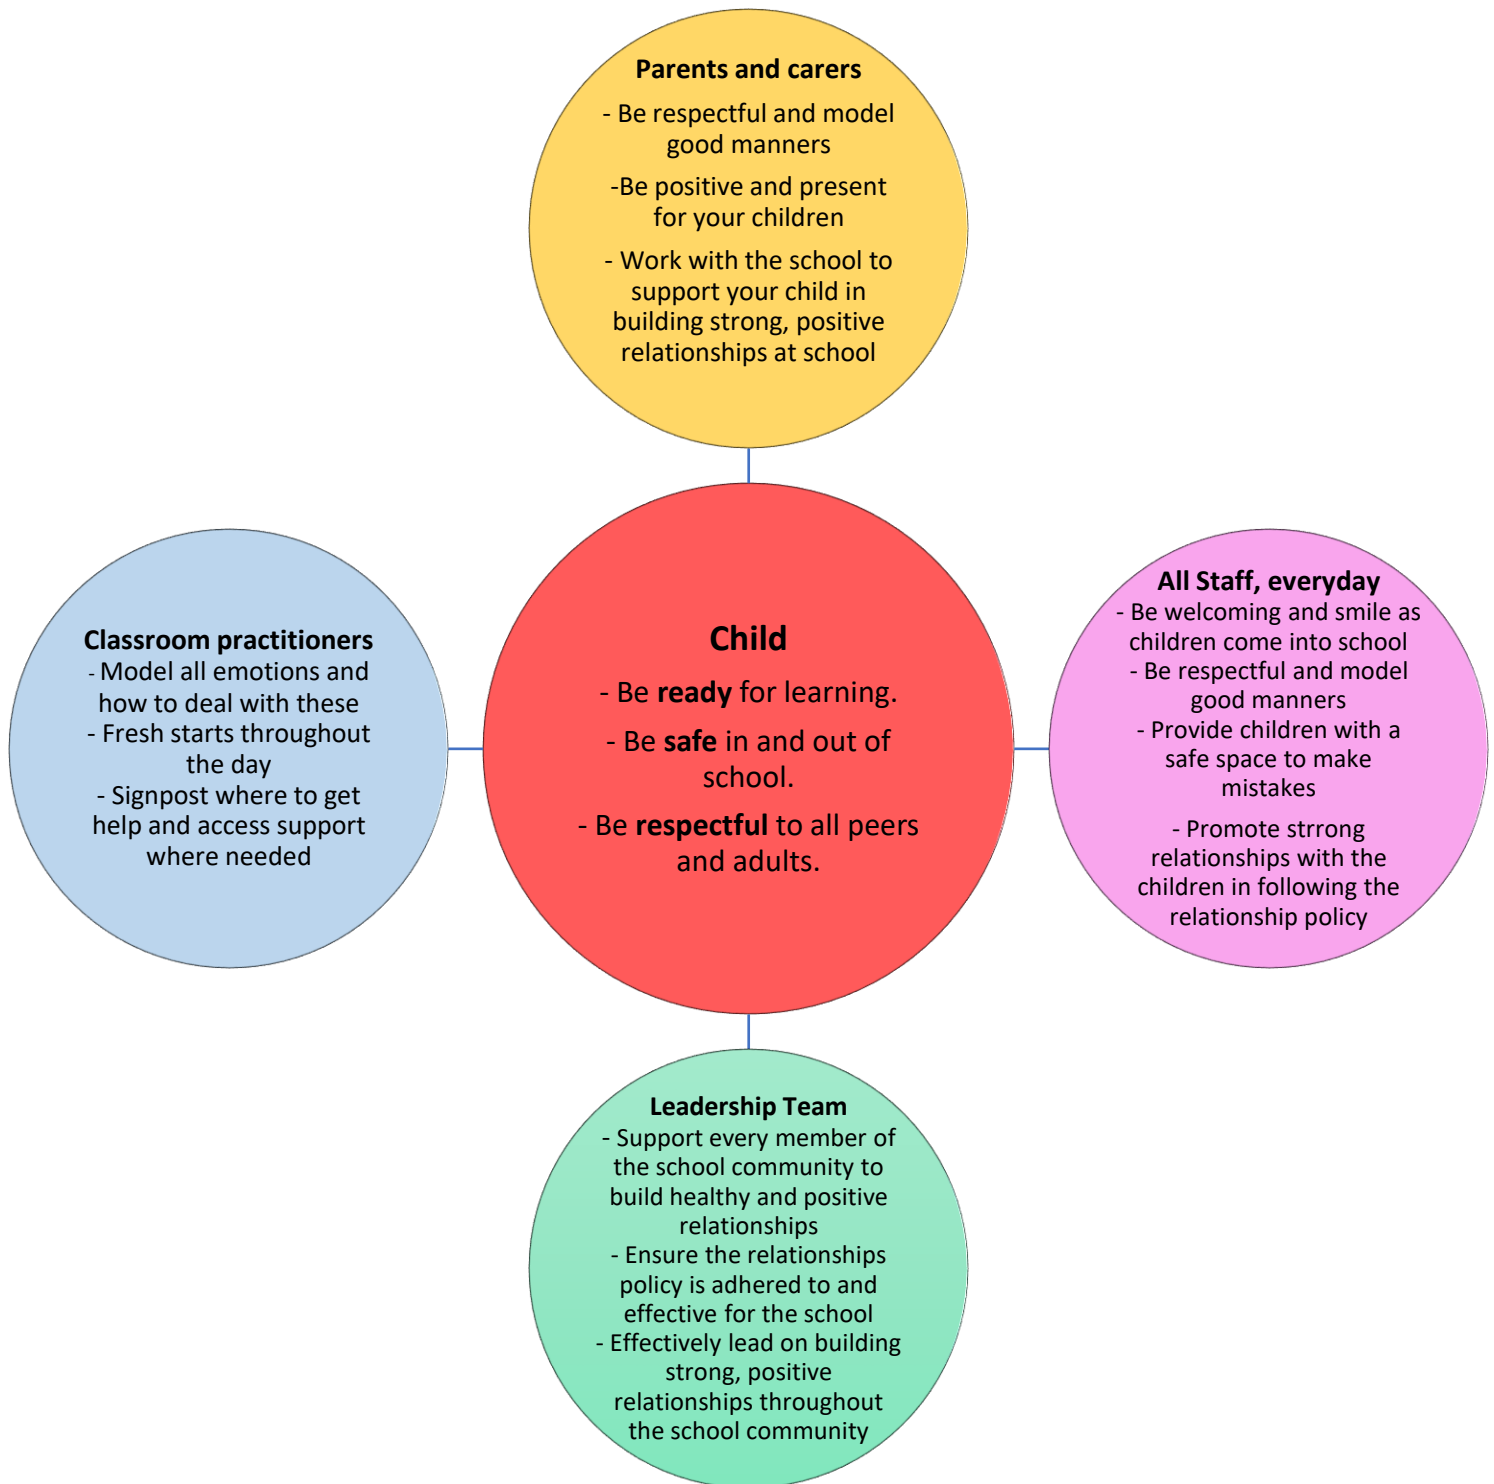 Parents and carers
- Be respectful and model
good manners
-Be positive and present
for your children
- Work with the school to
support your child in
building strong, positive
relationships at school
Classroom practitioners
- Model all emotions and
how to deal with these
- Fresh starts throughout
the day
- Signpost where to get
help and access support
where needed
Child
- Be ready for learning.
- Be safe in and out of
school.
- Be respectful to all peers
and adults.
All Staff, everyday
- Be welcoming and smile as
children come into school
- Be respectful and model
good manners
- Provide children with a
safe space to make
mistakes
- Promote strrong
relationships with the
children in following the
relationship policy
Leadership Team
- Support every member of
the school community to
build healthy and positive
relationships
- Ensure the relationships
policy is adhered to and
effective for the school
- Effectively lead on building
strong, positive
relationships throughout
the school community